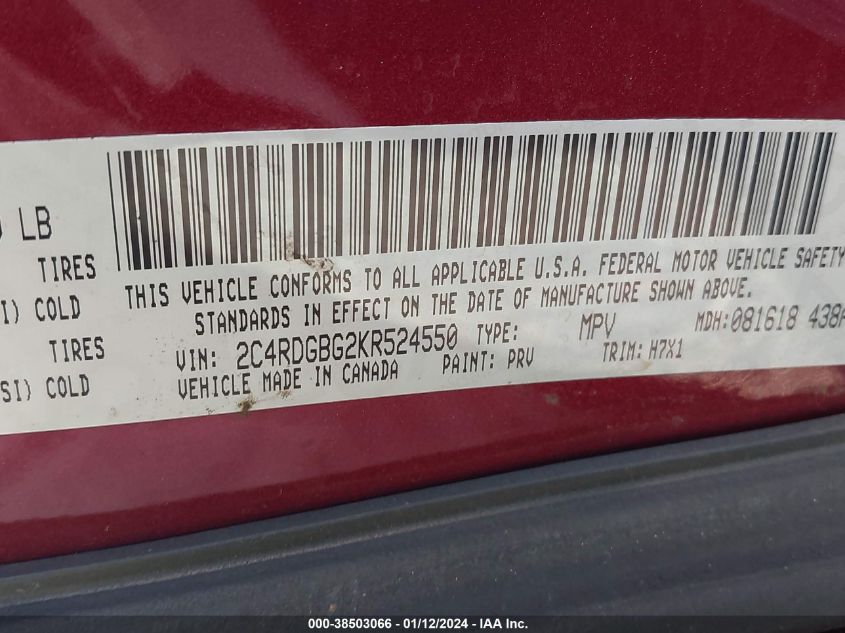 LB
TIRES
THIS VEHICLE CONFORMS TO ALL APPLICABLE U.S.A. FEDERAL MOTOR VEHICLE SAFETY
I) COLD
STANDARDS IN EFFECT ON THE DATE OF MANUFACTURE SHOWN ABOVE.
TIRES
VIN: 2C4RDGBG2KR524550 TYPE: MPV MDH:081618 438A
SI) COLD
VEHICLE MADE IN CANADA PAINT: PRV TRIM: H7X1
000-38503066 - 01/12/2024 - IAA Inc.